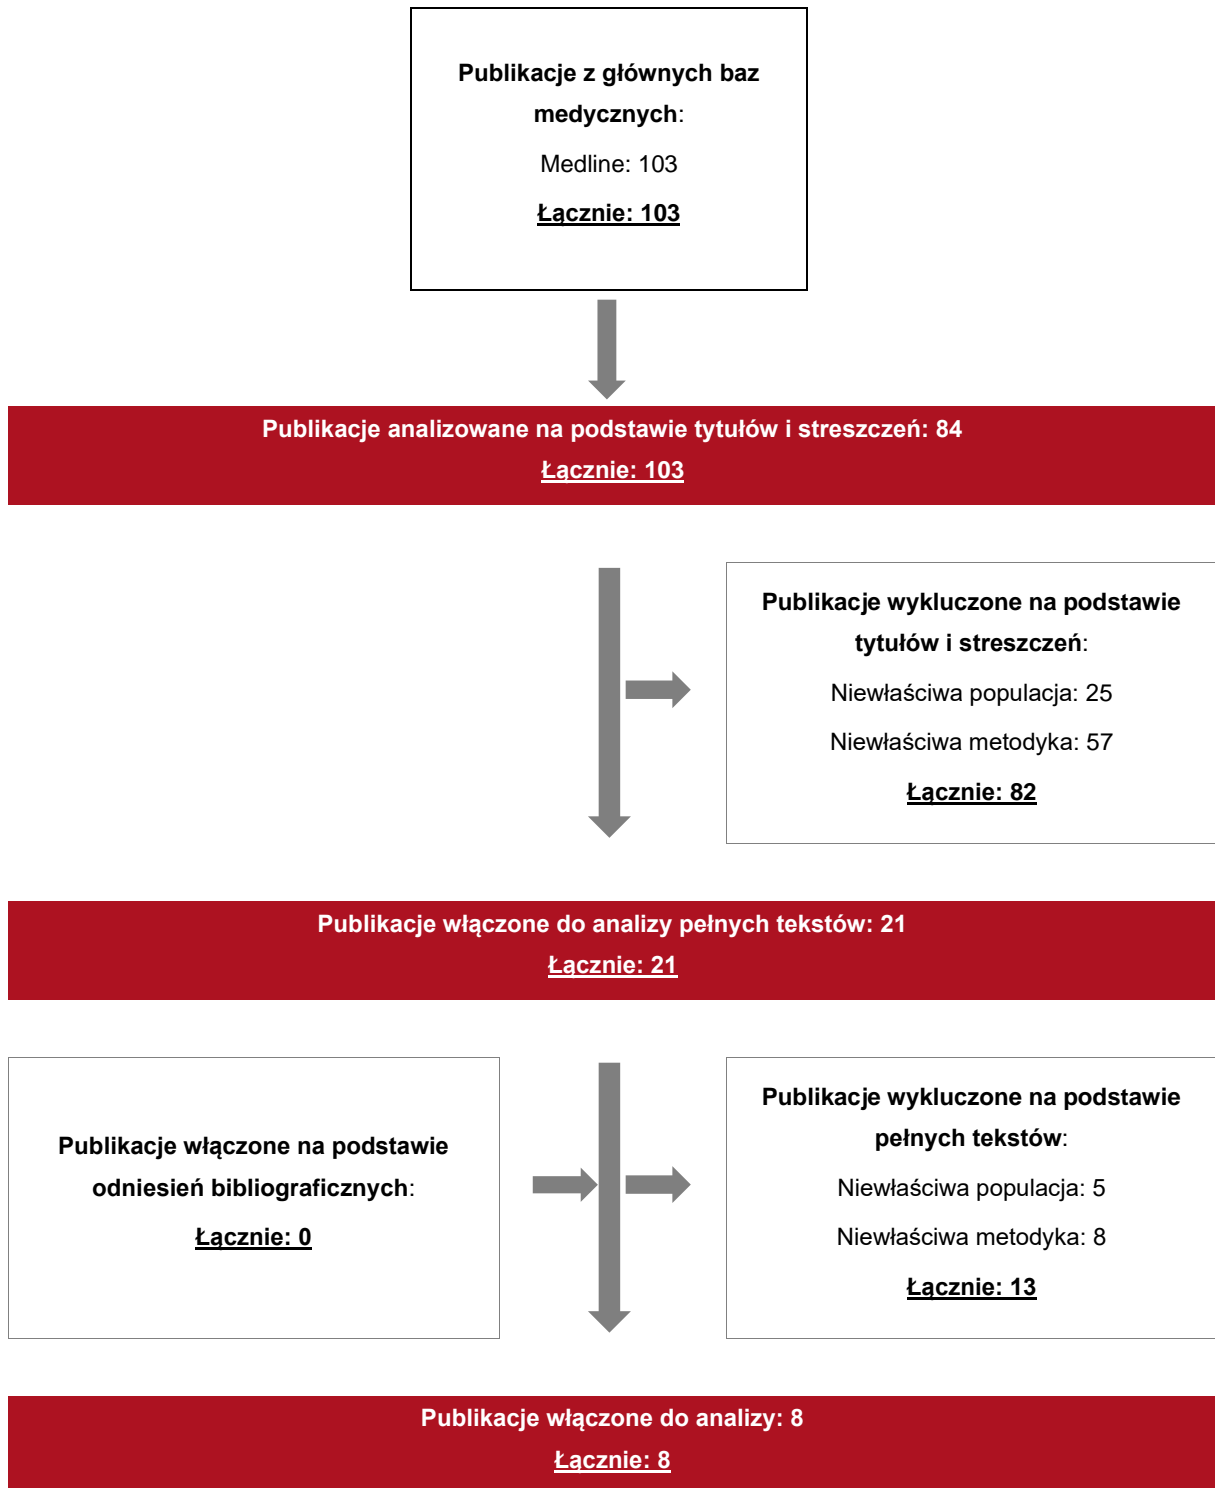 Publikacje z głównych baz
medycznych:
Medline: 103
Łącznie: 103
Publikacje analizowane na podstawie tytułów i streszczeń: 84
Łącznie: 103
Publikacje wykluczone na podstawie
tytułów i streszczeń:
Niewłaściwa populacja: 25
Niewłaściwa metodyka: 57
Łącznie: 82
Publikacje włączone do analizy pełnych tekstów: 21
Łącznie: 21
Publikacje włączone na podstawie
odniesień bibliograficznych:
Łącznie: 0
Publikacje wykluczone na podstawie
pełnych tekstów:
Niewłaściwa populacja: 5
Niewłaściwa metodyka: 8
Łącznie: 13
Publikacje włączone do analizy: 8
Łącznie: 8